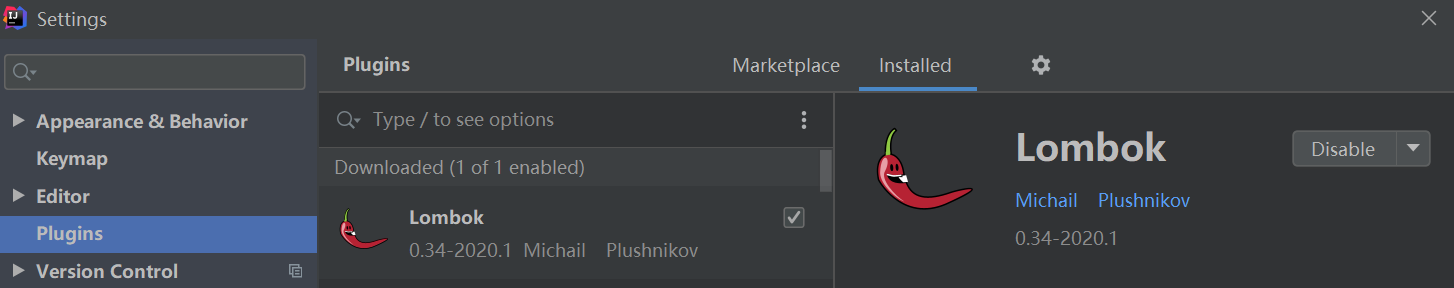 Settings
Plugins
Marketplace
Installed
Appearance & Behavior
Keymap
Editor
Plugins
Version Control
Type / to see options
Downloaded (1 of 1 enabled)
Lombok
0.34-2020.1 Michail Plushnikov
Lombok
Disable
Michail Plushnikov
0.34-2020.1